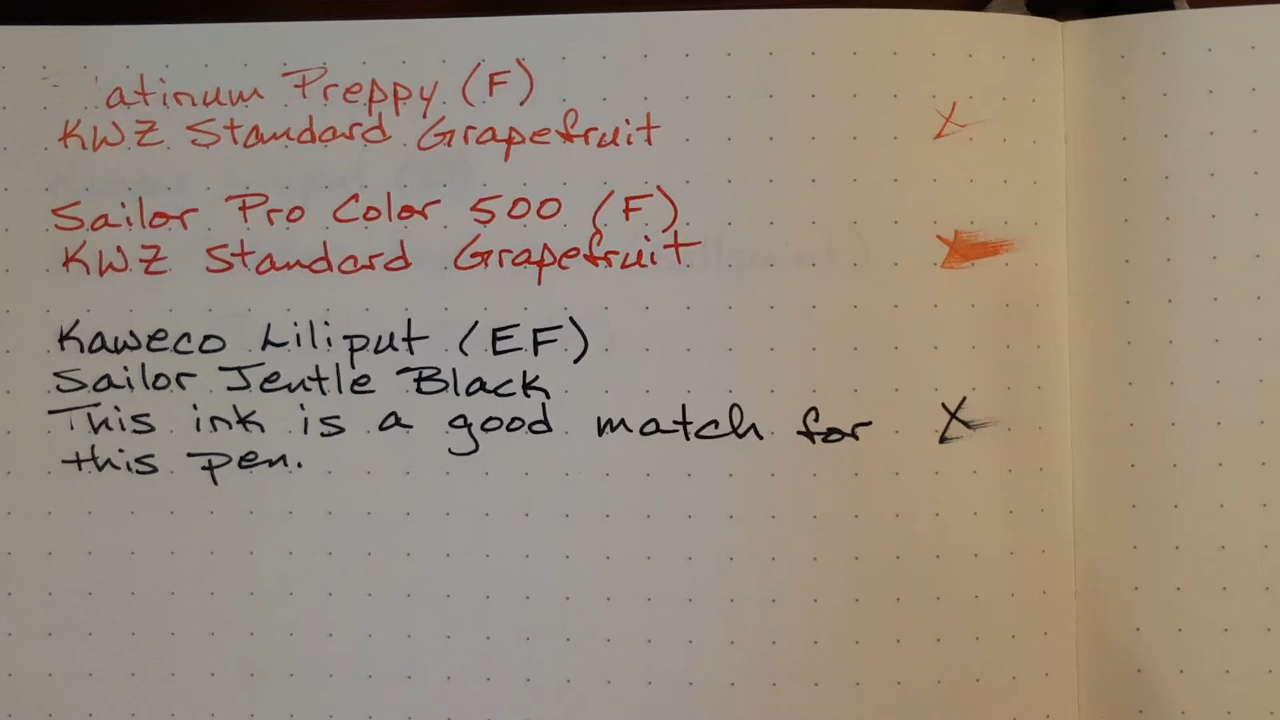 atinum Preppy (F)
KWZ Standard Grapefruit X
Sailor Pro Color 500 (F)
KWZ Standard Grapefruit X
Kaweco Liliput (EF)
Sailor Jentle Black
This ink is a good match for X
this pen.